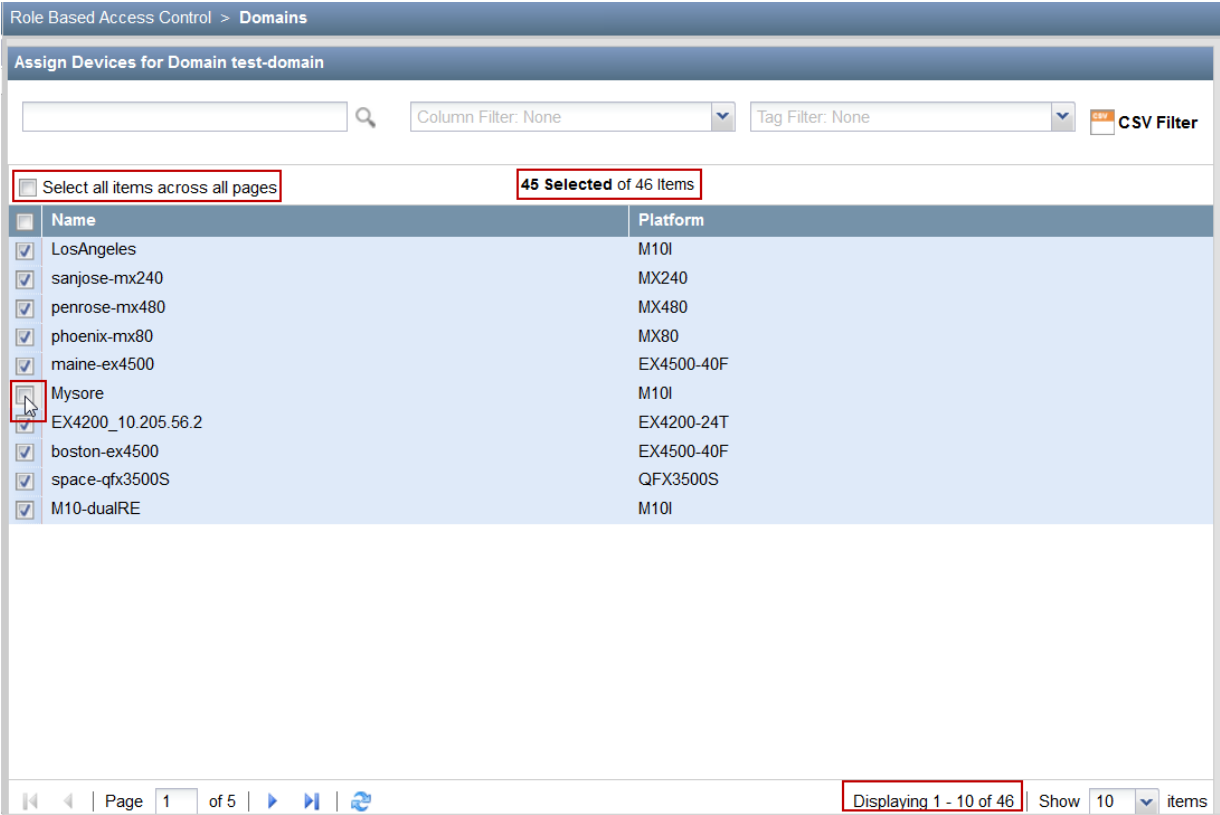 Role Based Access Control > Domains
Assign Devices for Domain test-domain
Column Filter: None Tag Filter: None CSV CSV Filter
Select all items across all pages 45 Selected of 46 Items
Name Platform
LosAngeles M10I
sanjose-mx240 MX240
penrose-mx480 MX480
phoenix-mx80 MX80
maine-ex4500 EX4500-40F
Mysore M10I
EX4200_10.205.56.2 EX4200-24T
boston-ex4500 EX4500-40F
space-qfx3500S QFX3500S
M10-dualRE M10I
Page 1 of 5 Displaying 1 - 10 of 46 Show 10 items